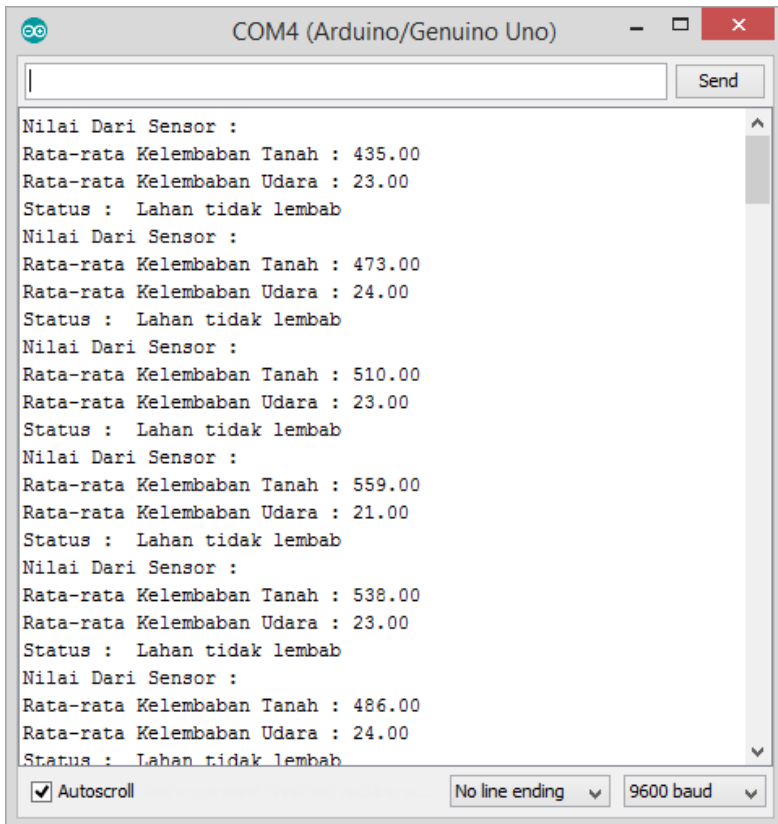 COM4 (Arduino/Genuino Uno)
Send
Nilai Dari Sensor :
Rata-rata Kelembaban Tanah : 435.00
Rata-rata Kelembaban Udara : 23.00
Status :  Lahan tidak lembab
Nilai Dari Sensor :
Rata-rata Kelembaban Tanah : 473.00
Rata-rata Kelembaban Udara : 24.00
Status :  Lahan tidak lembab
Nilai Dari Sensor :
Rata-rata Kelembaban Tanah : 510.00
Rata-rata Kelembaban Udara : 23.00
Status :  Lahan tidak lembab
Nilai Dari Sensor :
Rata-rata Kelembaban Tanah : 559.00
Rata-rata Kelembaban Udara : 21.00
Status :  Lahan tidak lembab
Nilai Dari Sensor :
Rata-rata Kelembaban Tanah : 538.00
Rata-rata Kelembaban Udara : 23.00
Status :  Lahan tidak lembab
Nilai Dari Sensor :
Rata-rata Kelembaban Tanah : 486.00
Rata-rata Kelembaban Udara : 24.00
Status :  Lahan tidak lembab
Autoscroll No line ending 9600 baud